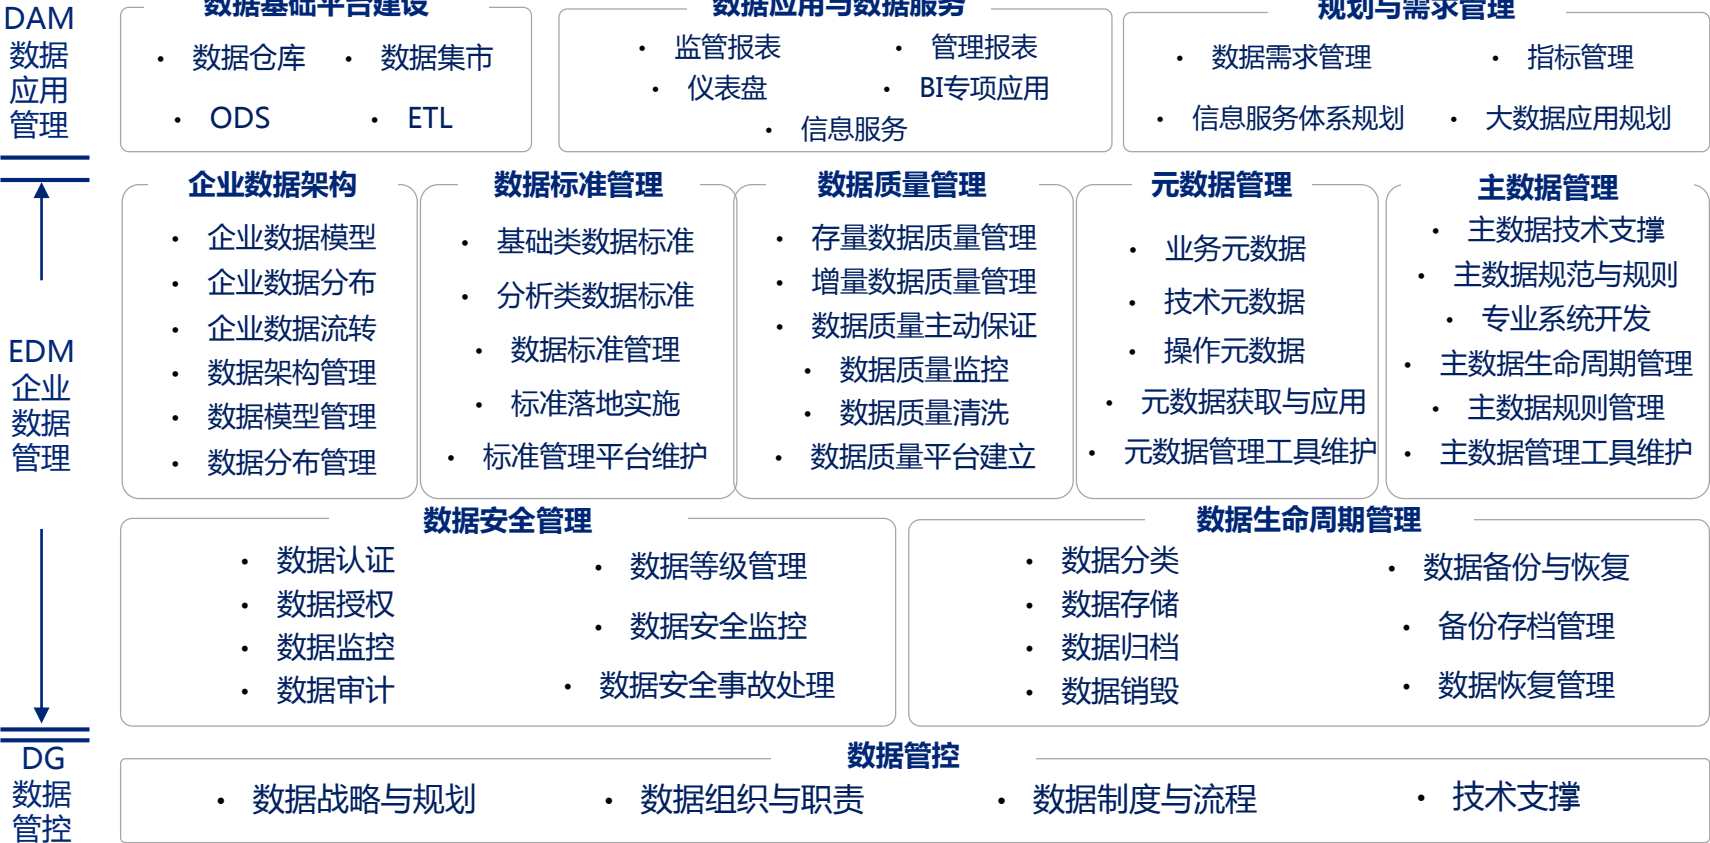 DAM
数据
应用
管理
数据基础平台建设
• 数据仓库 • 数据集市
• ODS • ETL
数据应用与数据服务
• 监管报表 • 管理报表
• 仪表盘 • BI专项应用
• 信息服务
规划与需求管理
• 数据需求管理 • 指标管理
• 信息服务体系规划 • 大数据应用规划
EDM
企业
数据
管理
企业数据架构
• 企业数据模型
• 企业数据分布
• 企业数据流转
• 数据架构管理
• 数据模型管理
• 数据分布管理
数据标准管理
• 基础类数据标准
• 分析类数据标准
• 数据标准管理
• 标准落地实施
• 标准管理平台维护
数据质量管理
• 存量数据质量管理
• 增量数据质量管理
• 数据质量主动保证
• 数据质量监控
• 数据质量清洗
• 数据质量平台建立
元数据管理
• 业务元数据
• 技术元数据
• 操作元数据
• 元数据获取与应用
• 元数据管理工具维护
主数据管理
• 主数据技术支撑
• 主数据规范与规则
• 专业系统开发
• 主数据生命周期管理
• 主数据规则管理
• 主数据管理工具维护
数据安全管理
• 数据认证
• 数据授权
• 数据监控
• 数据审计
• 数据等级管理
• 数据安全监控
• 数据安全事故处理
数据生命周期管理
• 数据分类
• 数据存储
• 数据归档
• 数据销毁
• 数据备份与恢复
• 备份存档管理
• 数据恢复管理
DG
数据
管控
数据管控
• 数据战略与规划 • 数据组织与职责 • 数据制度与流程 • 技术支撑